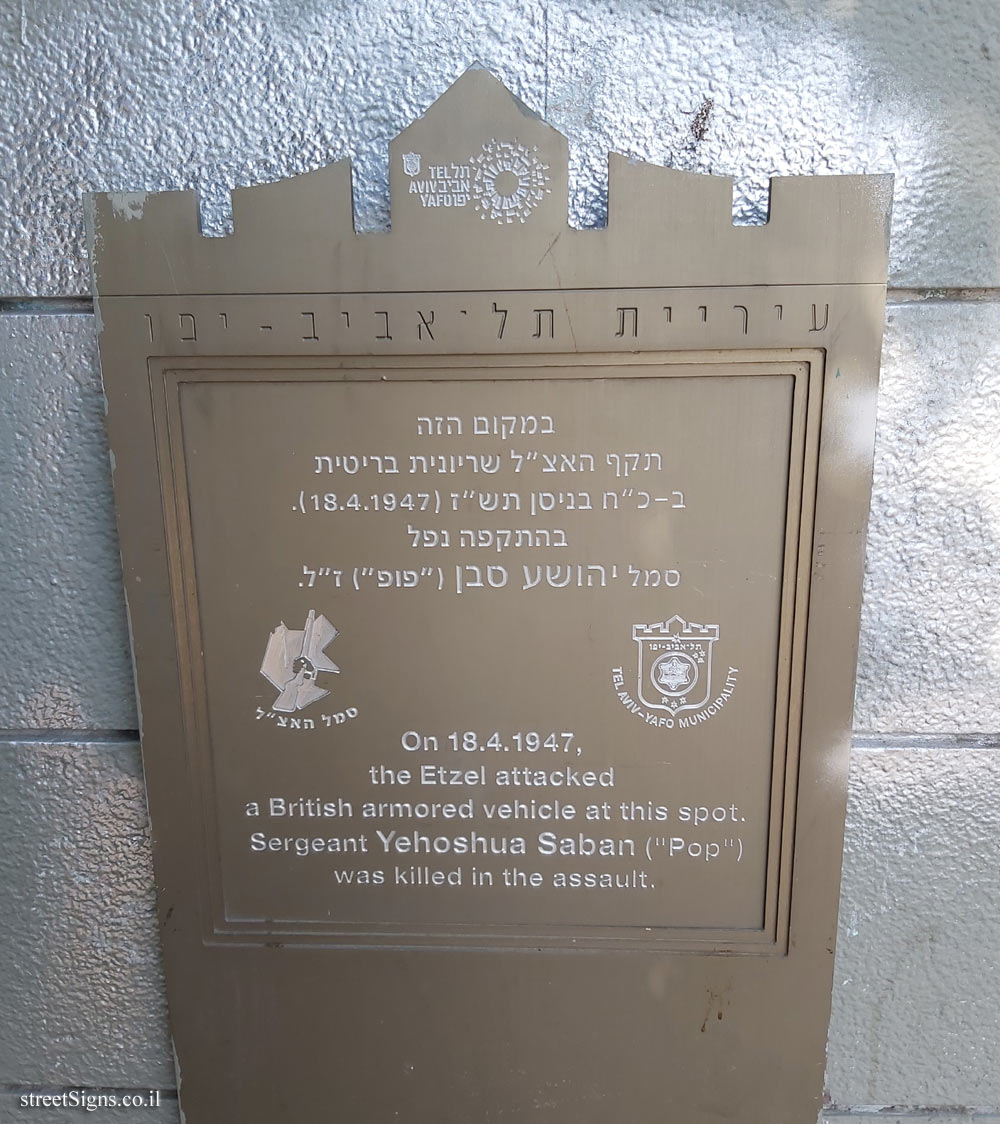 תל
אביב
יפו
TEL
AVIV
YAFO
עיריית תל־אביב-יפו
במקום הזה
תקף האצ״ל שריונית בריטית
ב-כ״ח בניסן תש״ז (18.4.1947).
בהתקפה נפל
סמל יהושע סבן ("פופ") ז״ל.
סמל האצ״ל
תל-אביב-יפו
TEL AVIV-YAFO MUNICIPALITY
On 18.4.1947,
the Etzel attacked
a British armored vehicle at this spot.
Sergeant Yehoshua Saban ("Pop")
was killed in the assault.
streetSigns.co.il